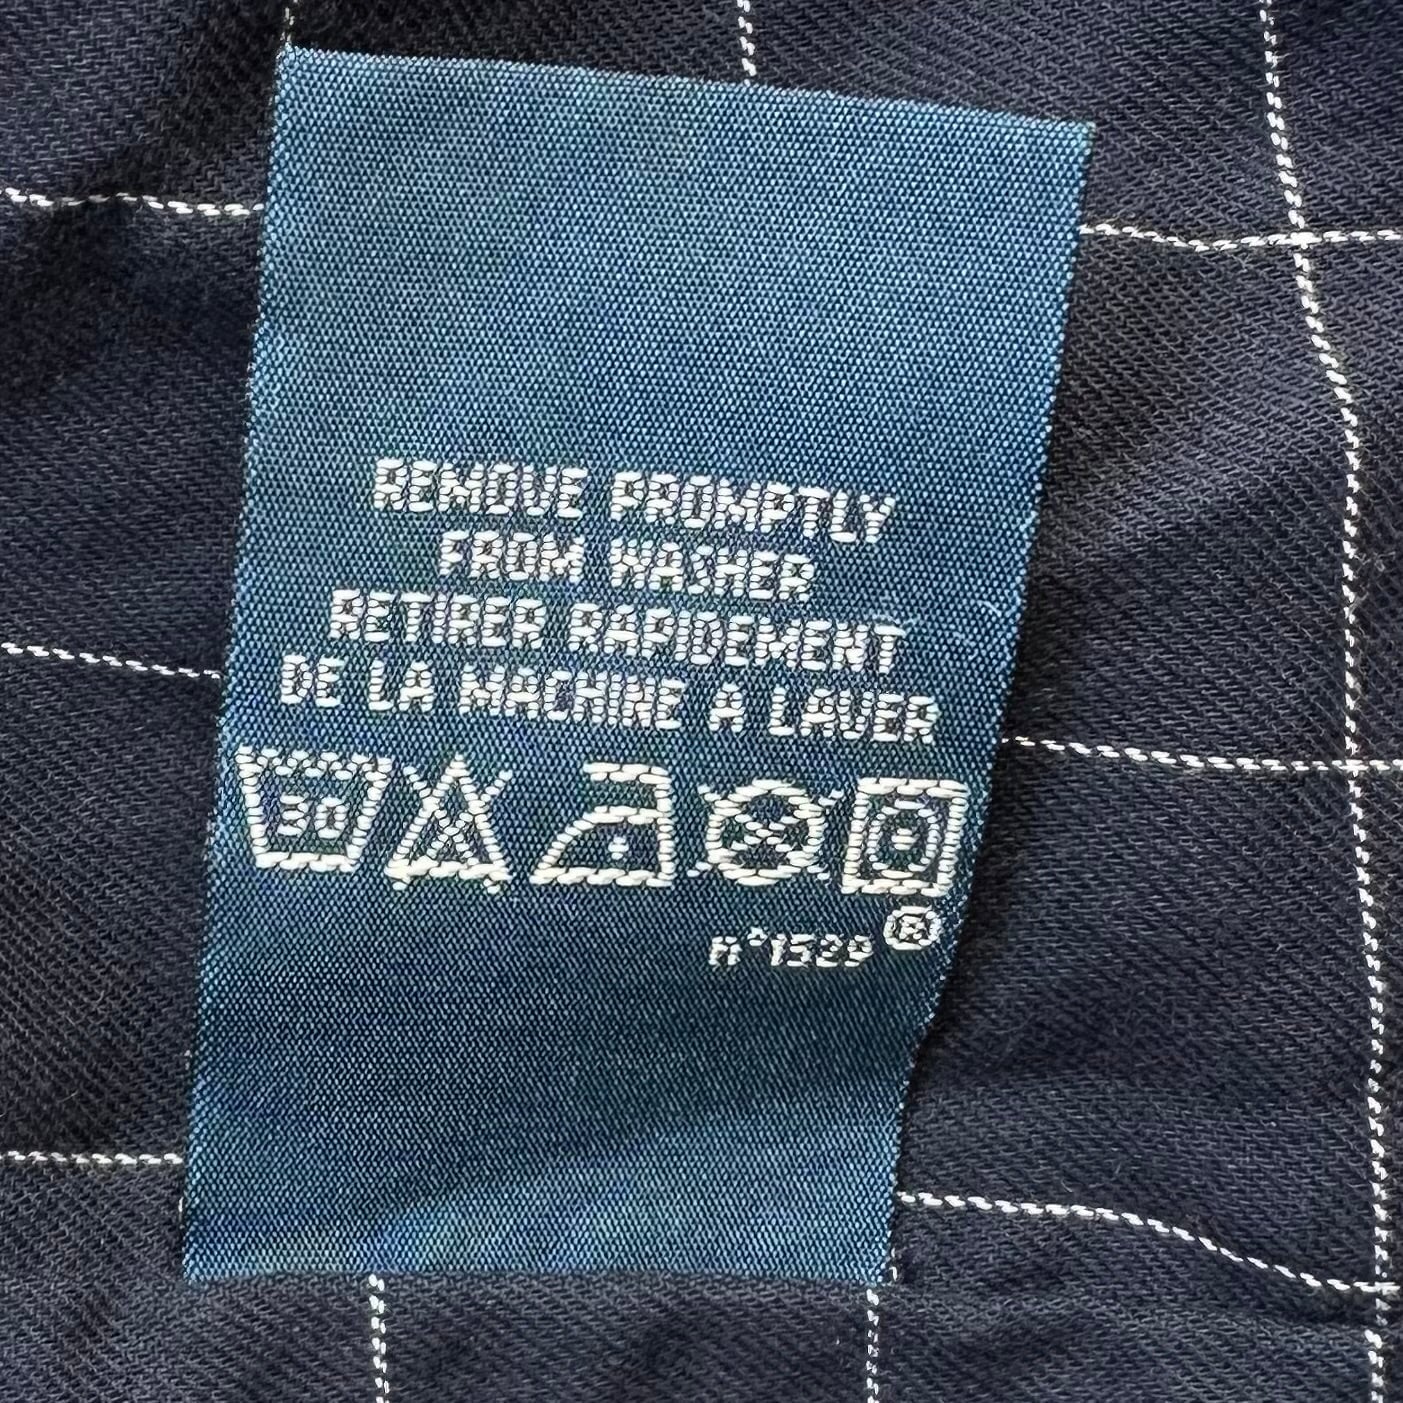 REMOVE PROMPTLY
FROM WASHER
RETIRER RAPIDEMENT
DE LA MACHINE A LAVER
30
n°1529 ®